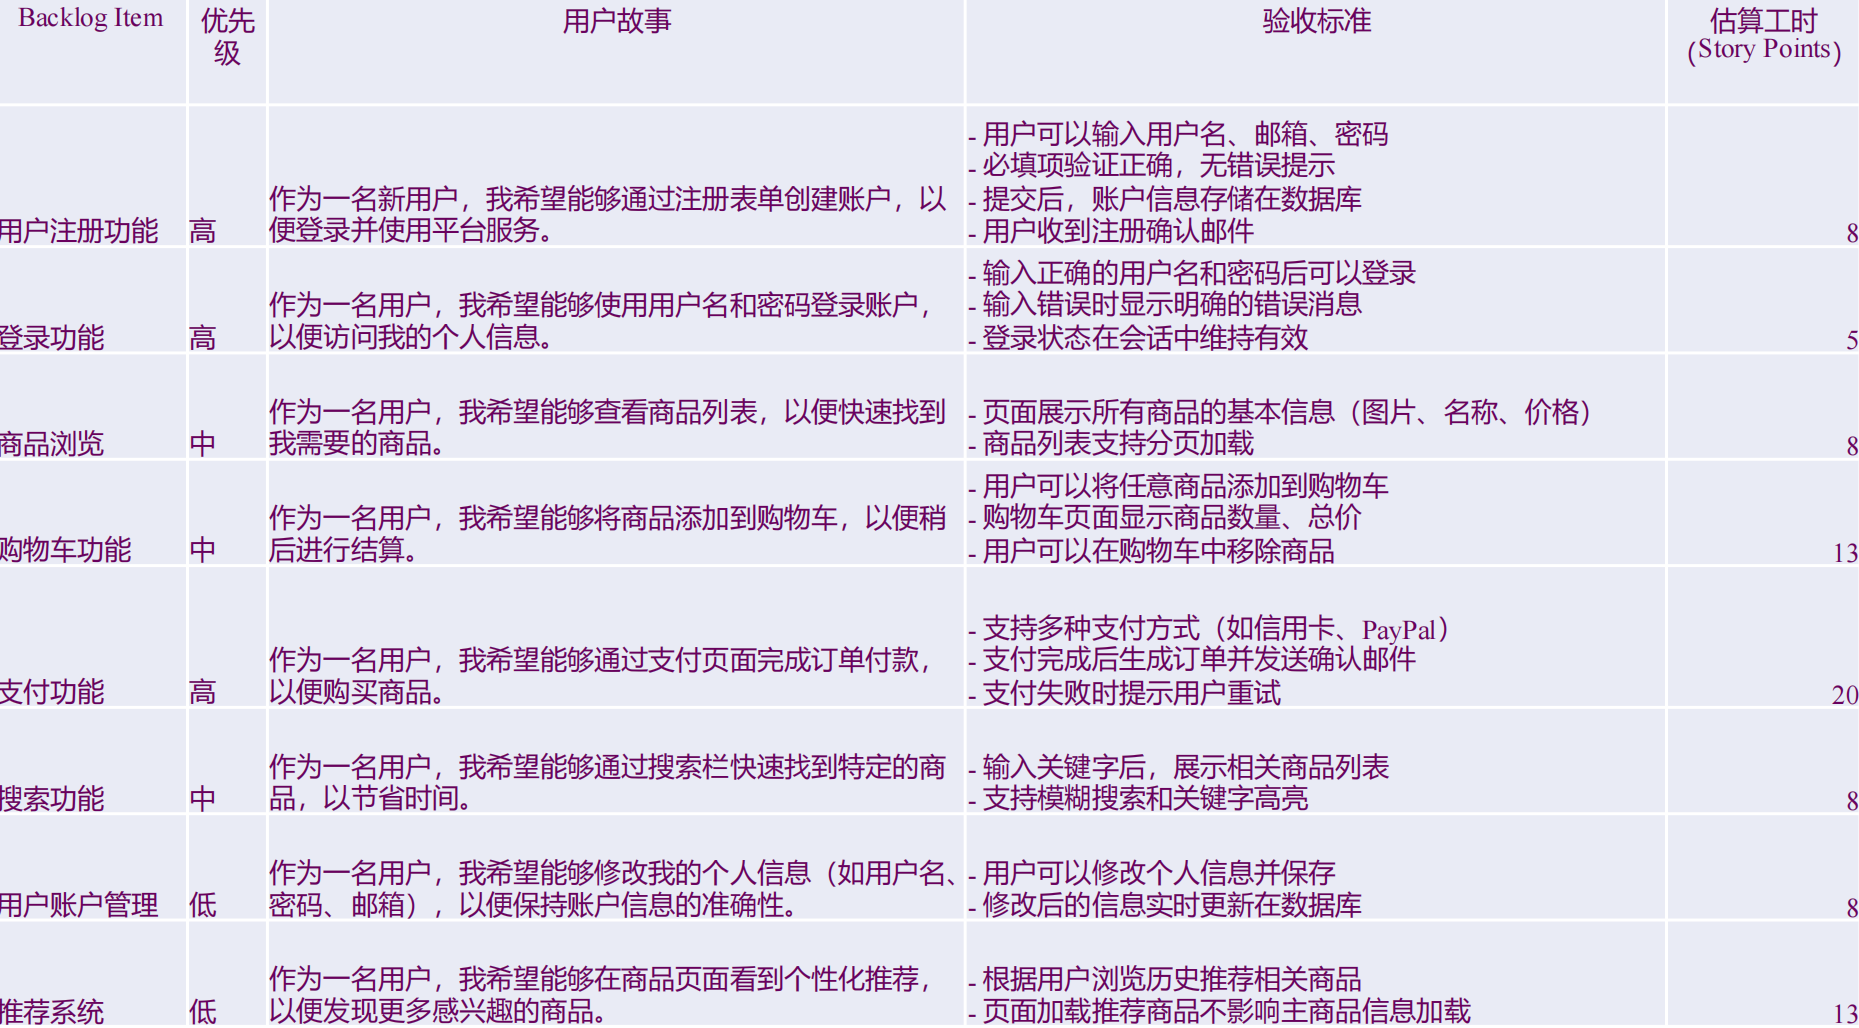 Backlog Item
优先
级
用户故事
验收标准
估算工时
(Story Points)
用户注册功能
高
作为一名新用户，我希望能够通过注册表单创建账户，以
便登录并使用平台服务。
- 用户可以输入用户名、邮箱、密码
- 必填项验证正确，无错误提示
- 提交后，账户信息存储在数据库
- 用户收到注册确认邮件
8
登录功能
高
作为一名用户，我希望能够使用用户名和密码登录账户，
以便访问我的个人信息。
- 输入正确的用户名和密码后可以登录
- 输入错误时显示明确的错误消息
- 登录状态在会话中维持有效
5
商品浏览
中
作为一名用户，我希望能够查看商品列表，以便快速找到
我需要的商品。
- 页面展示所有商品的基本信息（图片、名称、价格）
- 商品列表支持分页加载
8
购物车功能
中
作为一名用户，我希望能够将商品添加到购物车，以便稍
后进行结算。
- 用户可以将任意商品添加到购物车
- 购物车页面显示商品数量、总价
- 用户可以在购物车中移除商品
13
支付功能
高
作为一名用户，我希望能够通过支付页面完成订单付款，
以便购买商品。
- 支持多种支付方式（如信用卡、PayPal）
- 支付完成后生成订单并发送确认邮件
- 支付失败时提示用户重试
20
搜索功能
中
作为一名用户，我希望能够通过搜索栏快速找到特定的商
品，以节省时间。
- 输入关键字后，展示相关商品列表
- 支持模糊搜索和关键字高亮
8
用户账户管理
低
作为一名用户，我希望能够修改我的个人信息（如用户名、
密码、邮箱），以便保持账户信息的准确性。
- 用户可以修改个人信息并保存
- 修改后的信息实时更新在数据库
8
推荐系统
低
作为一名用户，我希望能够在商品页面看到个性化推荐，
以便发现更多感兴趣的商品。
- 根据用户浏览历史推荐相关商品
- 页面加载推荐商品不影响主商品信息加载
13